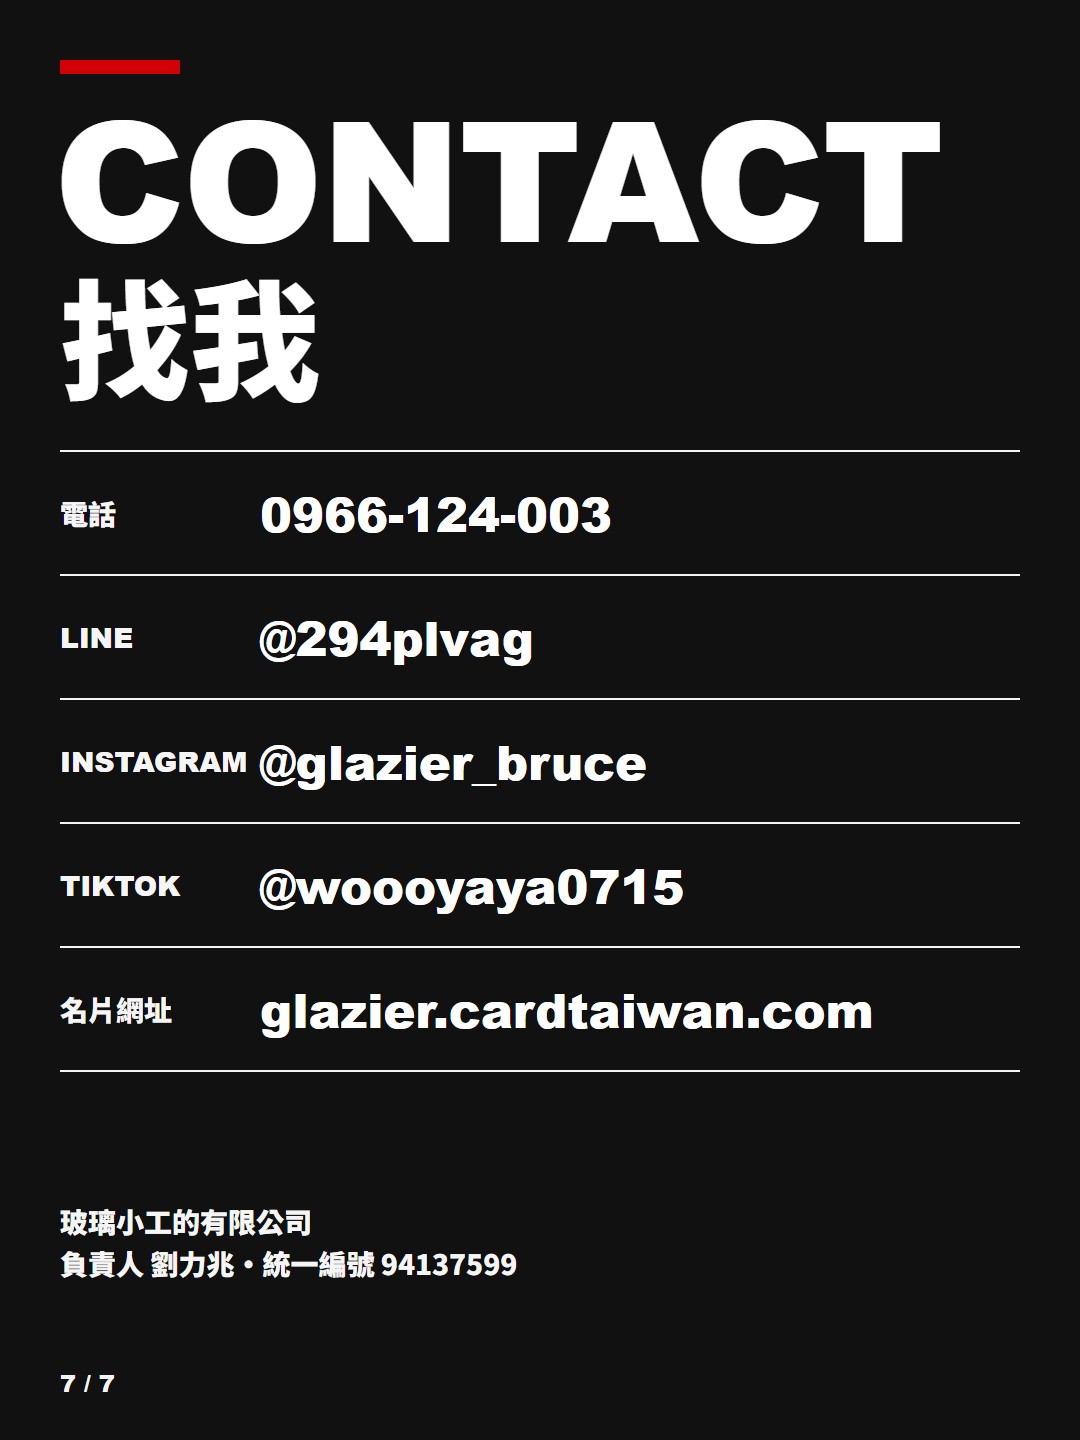 CONTACT
找我
電話 0966-124-003
LINE @294plvag
INSTAGRAM @glazier_bruce
TIKTOK @woooyaya0715
名片網址 glazier.cardtaiwan.com
玻璃小工的有限公司
負責人 劉力兆・統一編號 94137599
7 / 7